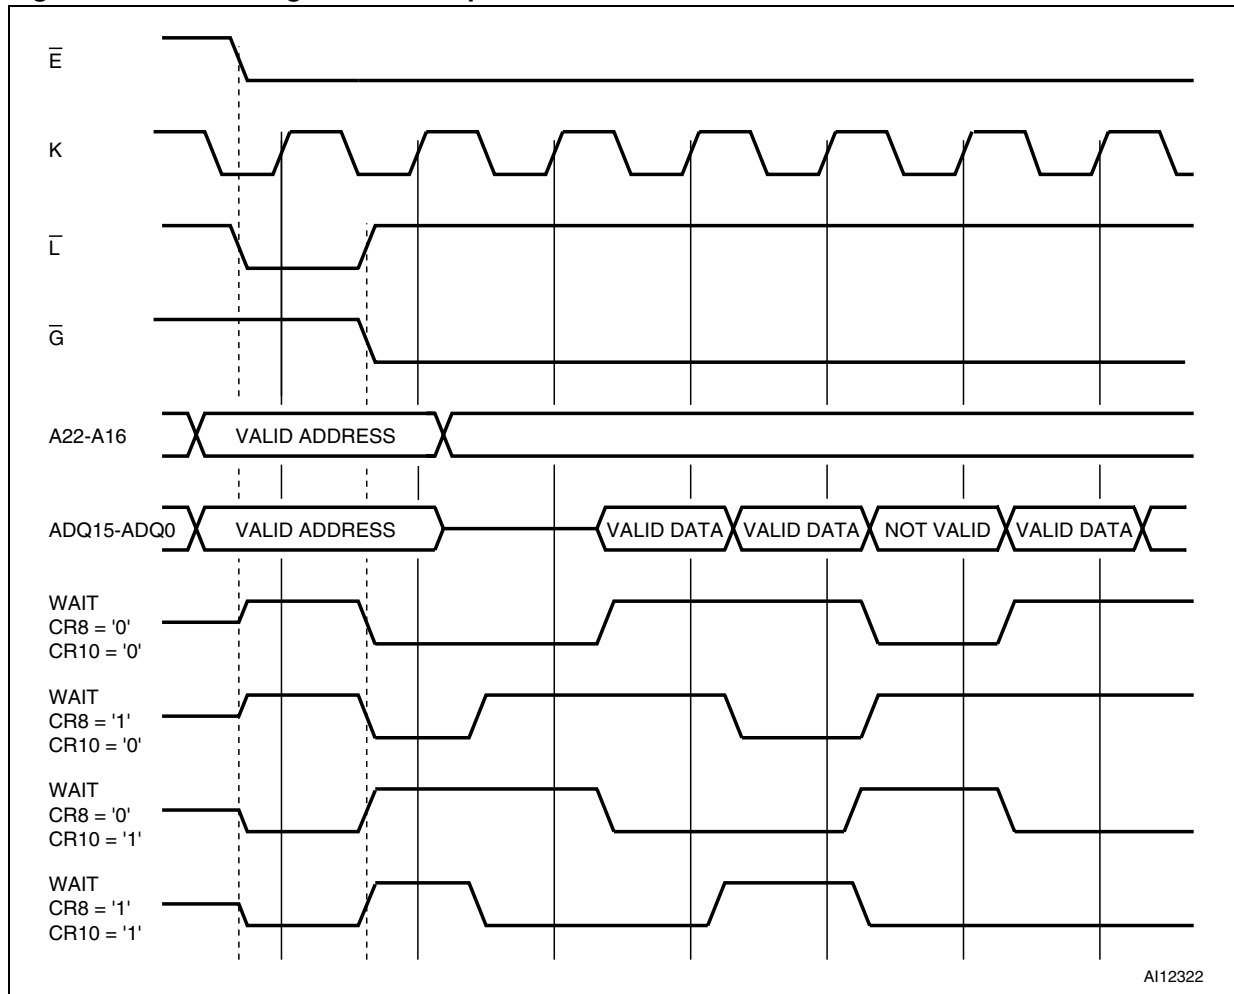 E
K
L
G
A22-A16 VALID ADDRESS
ADQ15-ADQ0 VALID ADDRESS VALID DATA VALID DATA NOT VALID VALID DATA
WAIT
CR8 = '0'
CR10 = '0'
WAIT
CR8 = '1'
CR10 = '0'
WAIT
CR8 = '0'
CR10 = '1'
WAIT
CR8 = '1'
CR10 = '1'
AI12322